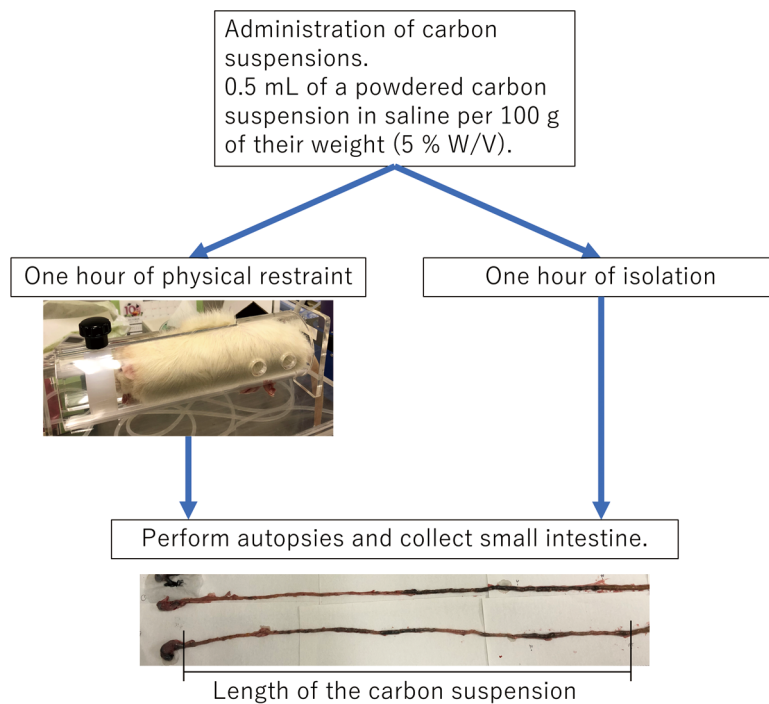 Administration of carbon
suspensions.
0.5 mL of a powdered carbon
suspension in saline per 100 g
of their weight (5 % W/V).
One hour of physical restraint
One hour of isolation
Perform autopsies and collect small intestine.
Length of the carbon suspension